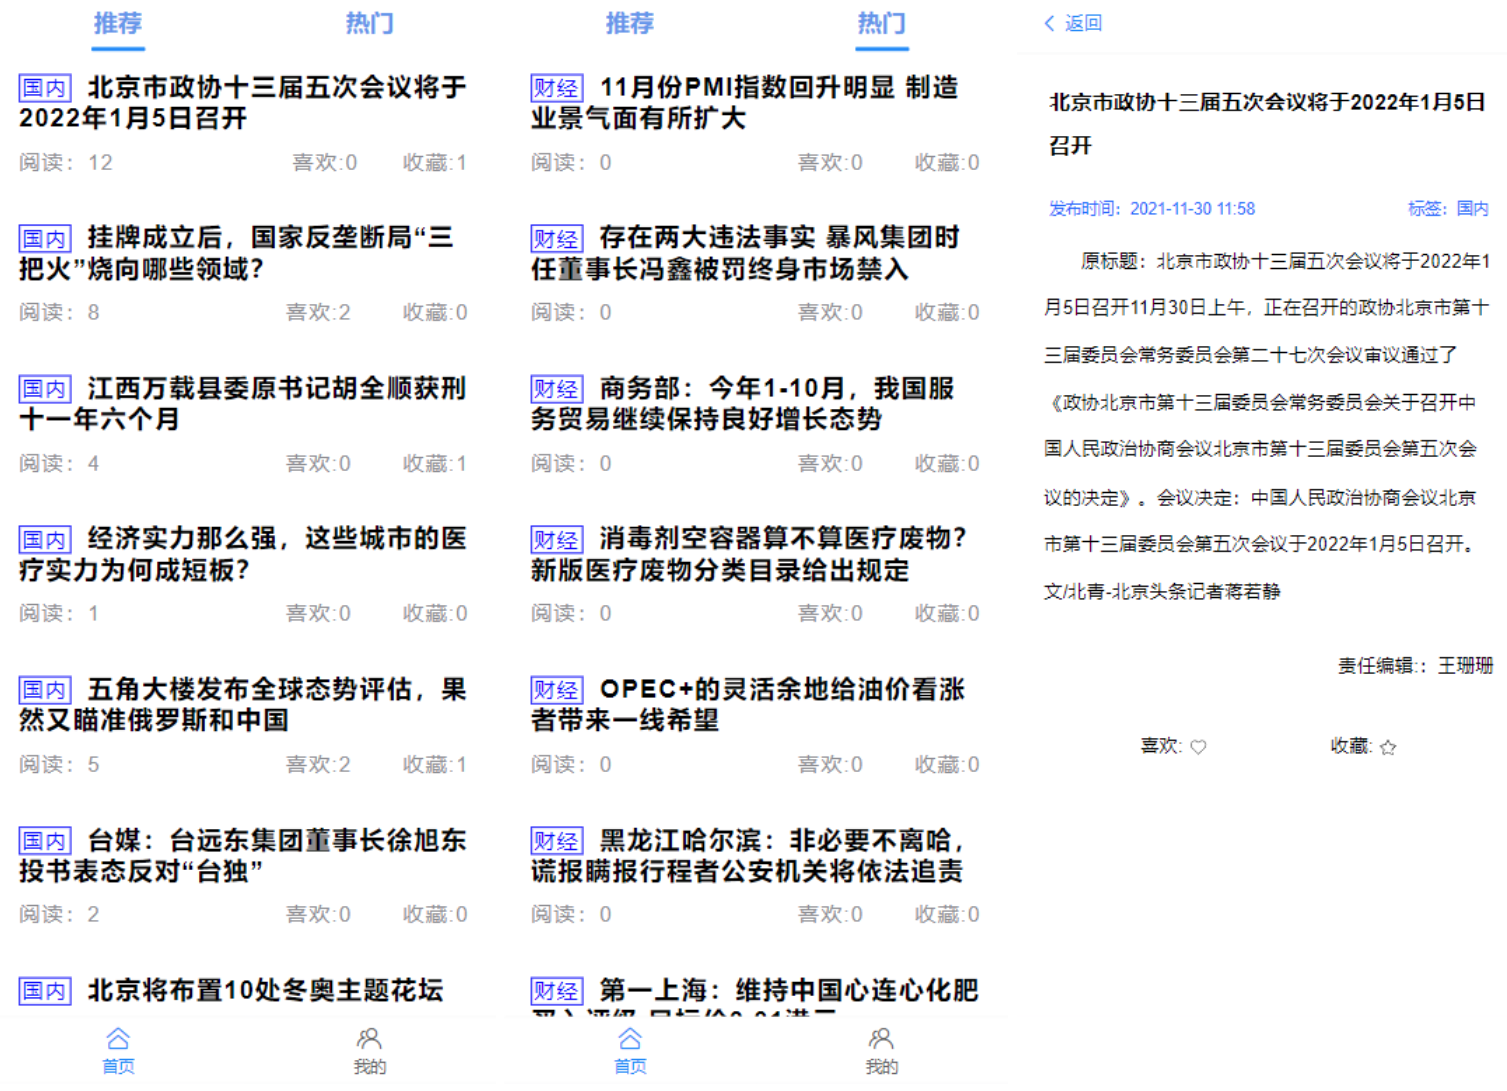 推荐 热门
国内 北京市政协十三届五次会议将于
2022年1月5日召开
阅读：12 喜欢:0 收藏:1
国内 挂牌成立后，国家反垄断局“三
把火”烧向哪些领域？
阅读：8 喜欢:2 收藏:0
国内 江西万载县委原书记胡全顺获刑
十一年六个月
阅读：4 喜欢:0 收藏:1
国内 经济实力那么强，这些城市的医
疗实力为何成短板？
阅读：1 喜欢:0 收藏:0
国内 五角大楼发布全球态势评估，果
然又瞄准俄罗斯和中国
阅读：5 喜欢:2 收藏:1
国内 台媒：台远东集团董事长徐旭东
投书表态反对“台独”
阅读：2 喜欢:0 收藏:0
国内 北京将布置10处冬奥主题花坛
首页 我的
推荐 热门
财经 11月份PMI指数回升明显 制造
业景气面有所扩大
阅读：0 喜欢:0 收藏:0
财经 存在两大违法事实 暴风集团时
任董事长冯鑫被罚终身市场禁入
阅读：0 喜欢:0 收藏:0
财经 商务部：今年1-10月，我国服
务贸易继续保持良好增长态势
阅读：0 喜欢:0 收藏:0
财经 消毒剂空容器算不算医疗废物？
新版医疗废物分类目录给出规定
阅读：0 喜欢:0 收藏:0
财经 OPEC+的灵活余地给油价看涨
者带来一线希望
阅读：0 喜欢:0 收藏:0
财经 黑龙江哈尔滨：非必要不离哈，
谎报瞒报行程者公安机关将依法追责
阅读：0 喜欢:0 收藏:0
财经 第一上海：维持中国心连心化肥
首页 我的
返回
北京市政协十三届五次会议将于2022年1月5日
召开
发布时间：2021-11-30 11:58 标签：国内
原标题：北京市政协十三届五次会议将于2022年1
月5日召开11月30日上午，正在召开的政协北京市第十
三届委员会常务委员会第二十七次会议审议通过了
《政协北京市第十三届委员会常务委员会关于召开中
国人民政治协商会议北京市第十三届委员会第五次会
议的决定》。会议决定：中国人民政治协商会议北京
市第十三届委员会第五次会议于2022年1月5日召开。
文/北青-北京头条记者蒋若静
责任编辑:：王珊珊
喜欢: 收藏: